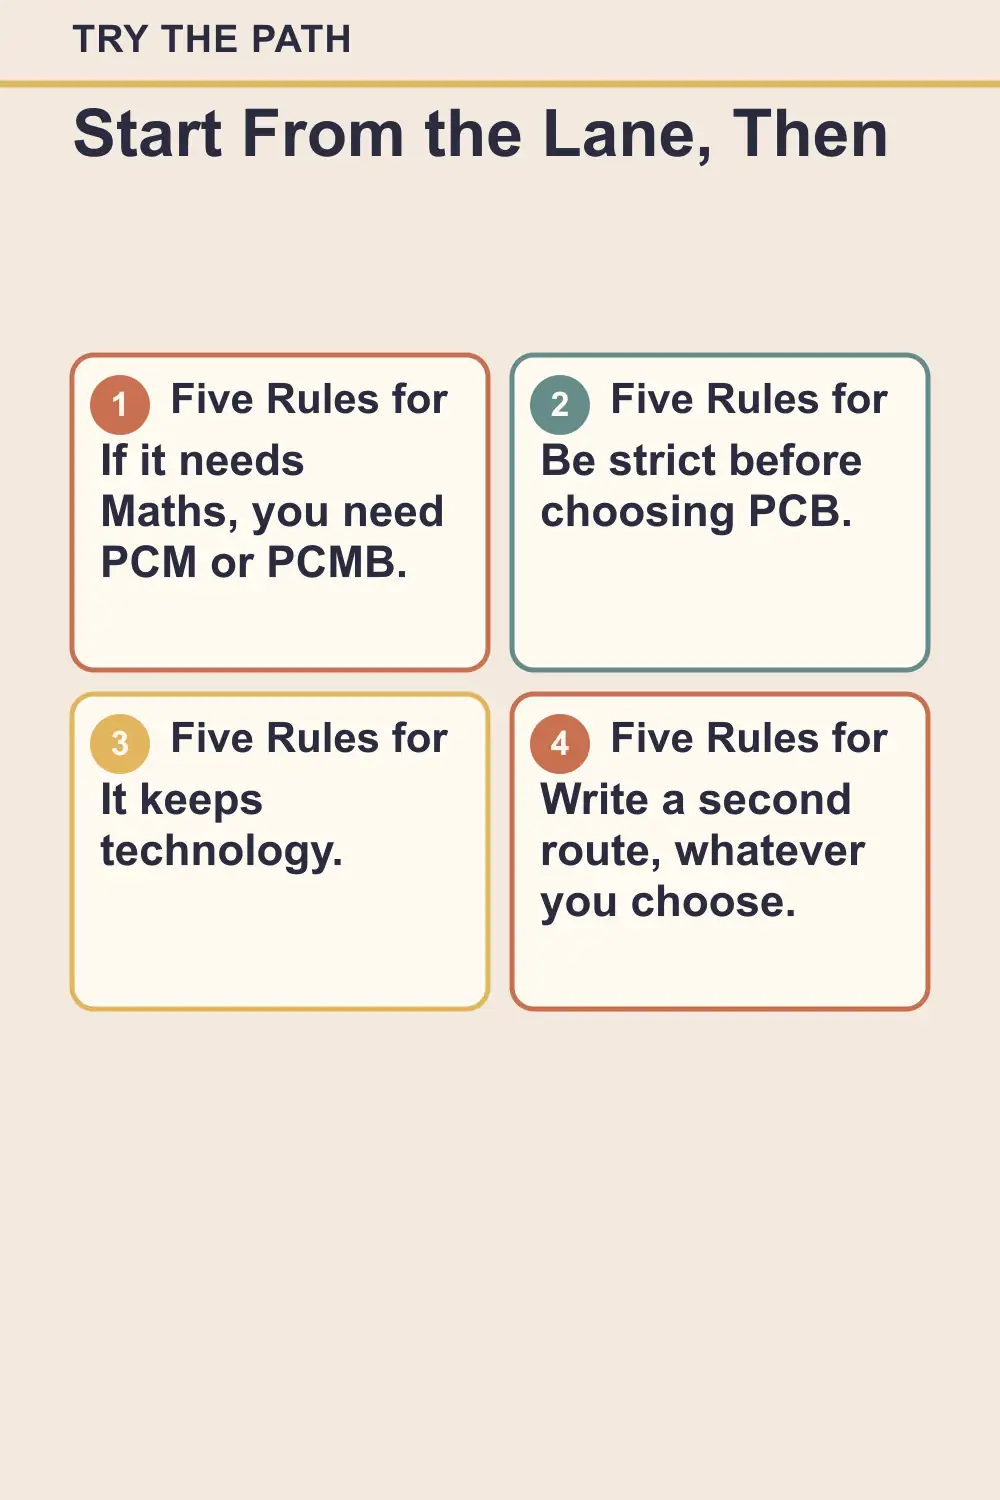 TRY THE PATH
Start From the Lane, Then
1 Five Rules for
If it needs
Maths, you need
PCM or PCMB.
2 Five Rules for
Be strict before
choosing PCB.
3 Five Rules for
It keeps
technology.
4 Five Rules for
Write a second
route, whatever
you choose.